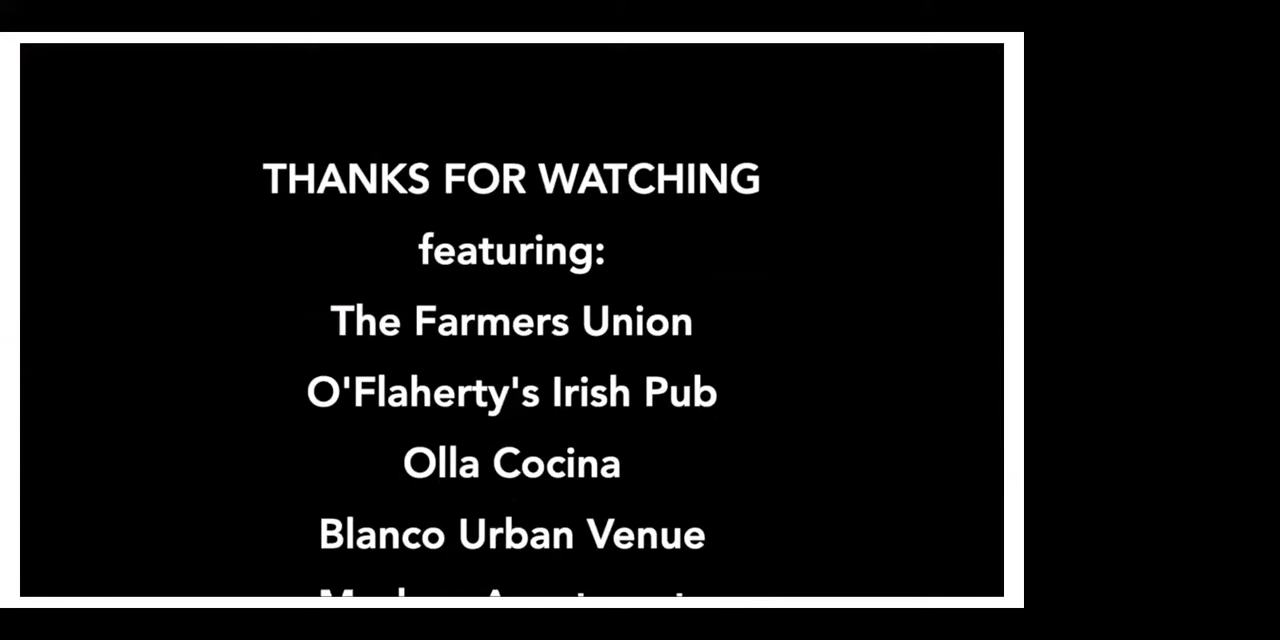 THANKS FOR WATCHING
featuring:
The Farmers Union
O'Flaherty's Irish Pub
Olla Cocina
Blanco Urban Venue